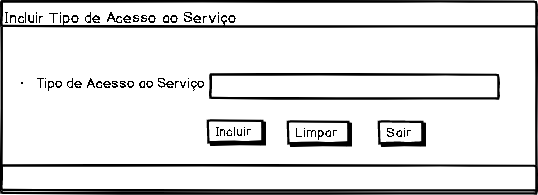 Incluir Tipo de Acesso ao Serviço
· Tipo de Acesso ao Serviço
Incluir Limpar Sair